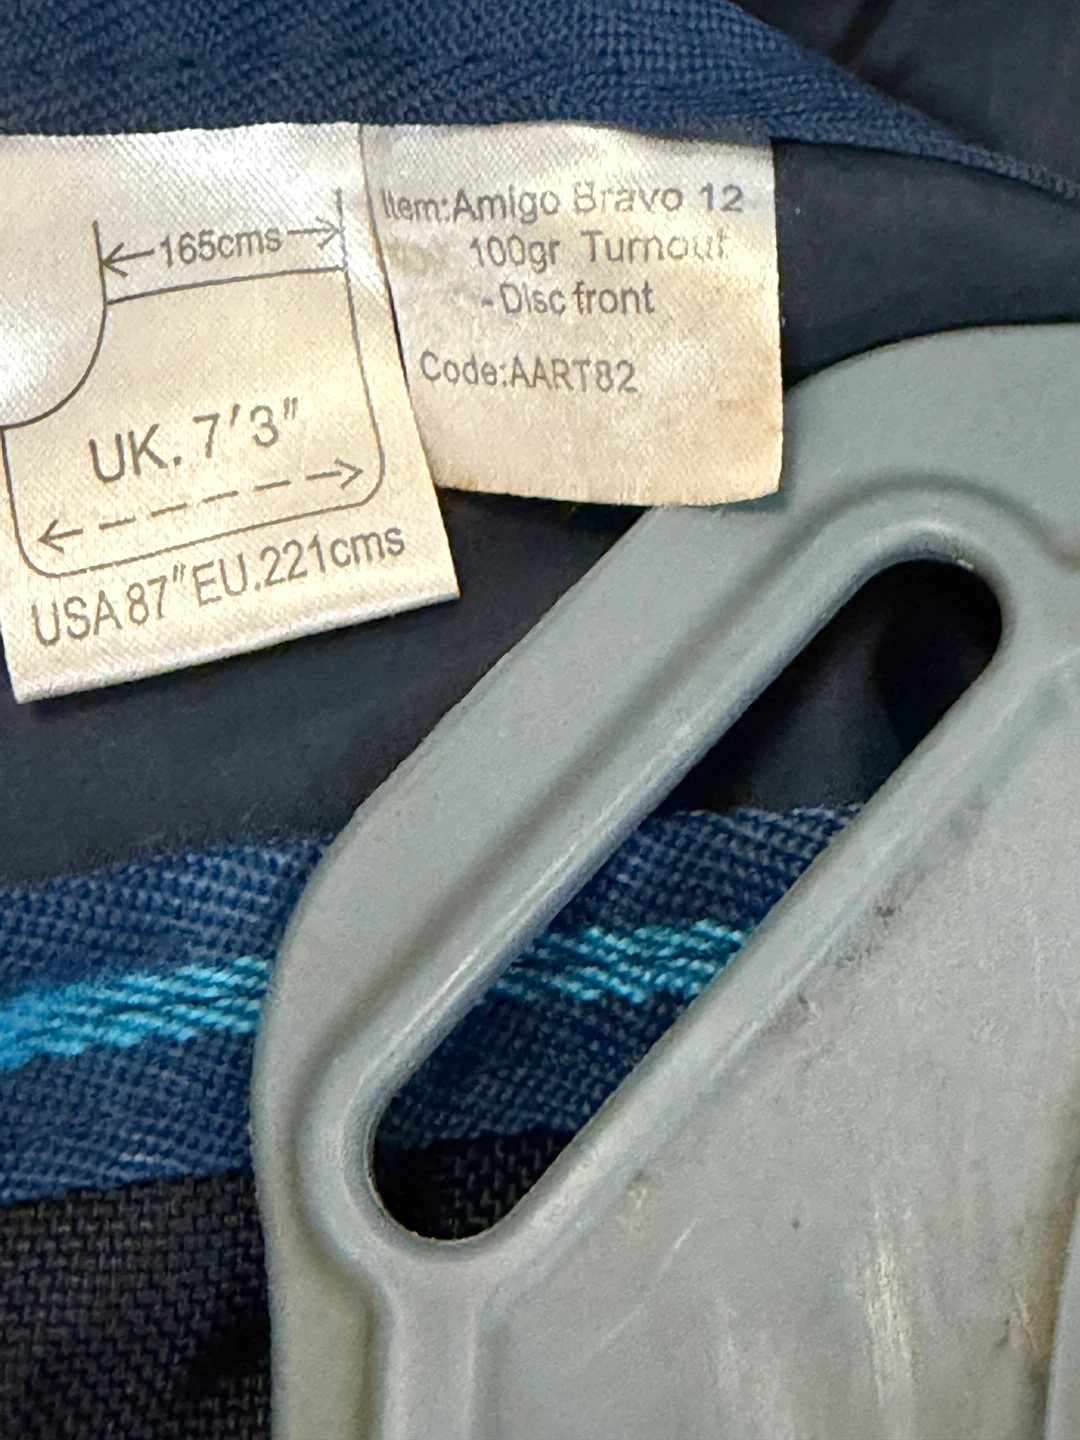 165cms
UK. 7'3"
USA 87" EU.221cms
Item:Amigo Bravo 12
100gr Turnout
-Disc front
Code:AART82